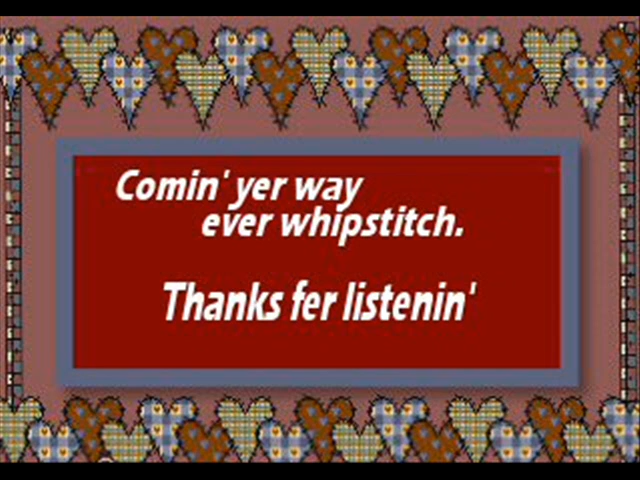 Comin' yer way
ever whipstitch.
Thanks fer listenin'